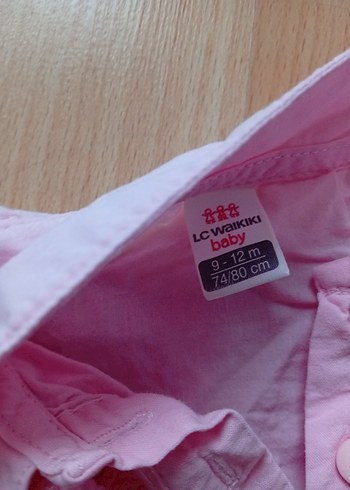 LC WAIKIKI
baby
9 - 12 m
74/80 cm